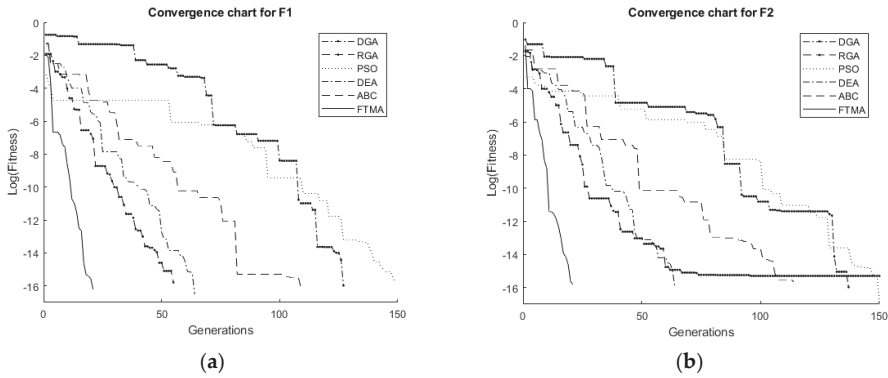 Convergence chart for F1
0
-2
-4
-6
-8
-10
-12
-14
-16
Log(Fitness)
0 50 100 150
Generations
DGA
RGA
PSO
DEA
ABC
FTMA
(a)
Convergence chart for F2
0
-2
-4
-6
-8
-10
-12
-14
-16
Log(Fitness)
0 50 100 150
Generations
DGA
RGA
PSO
DEA
ABC
FTMA
(b)